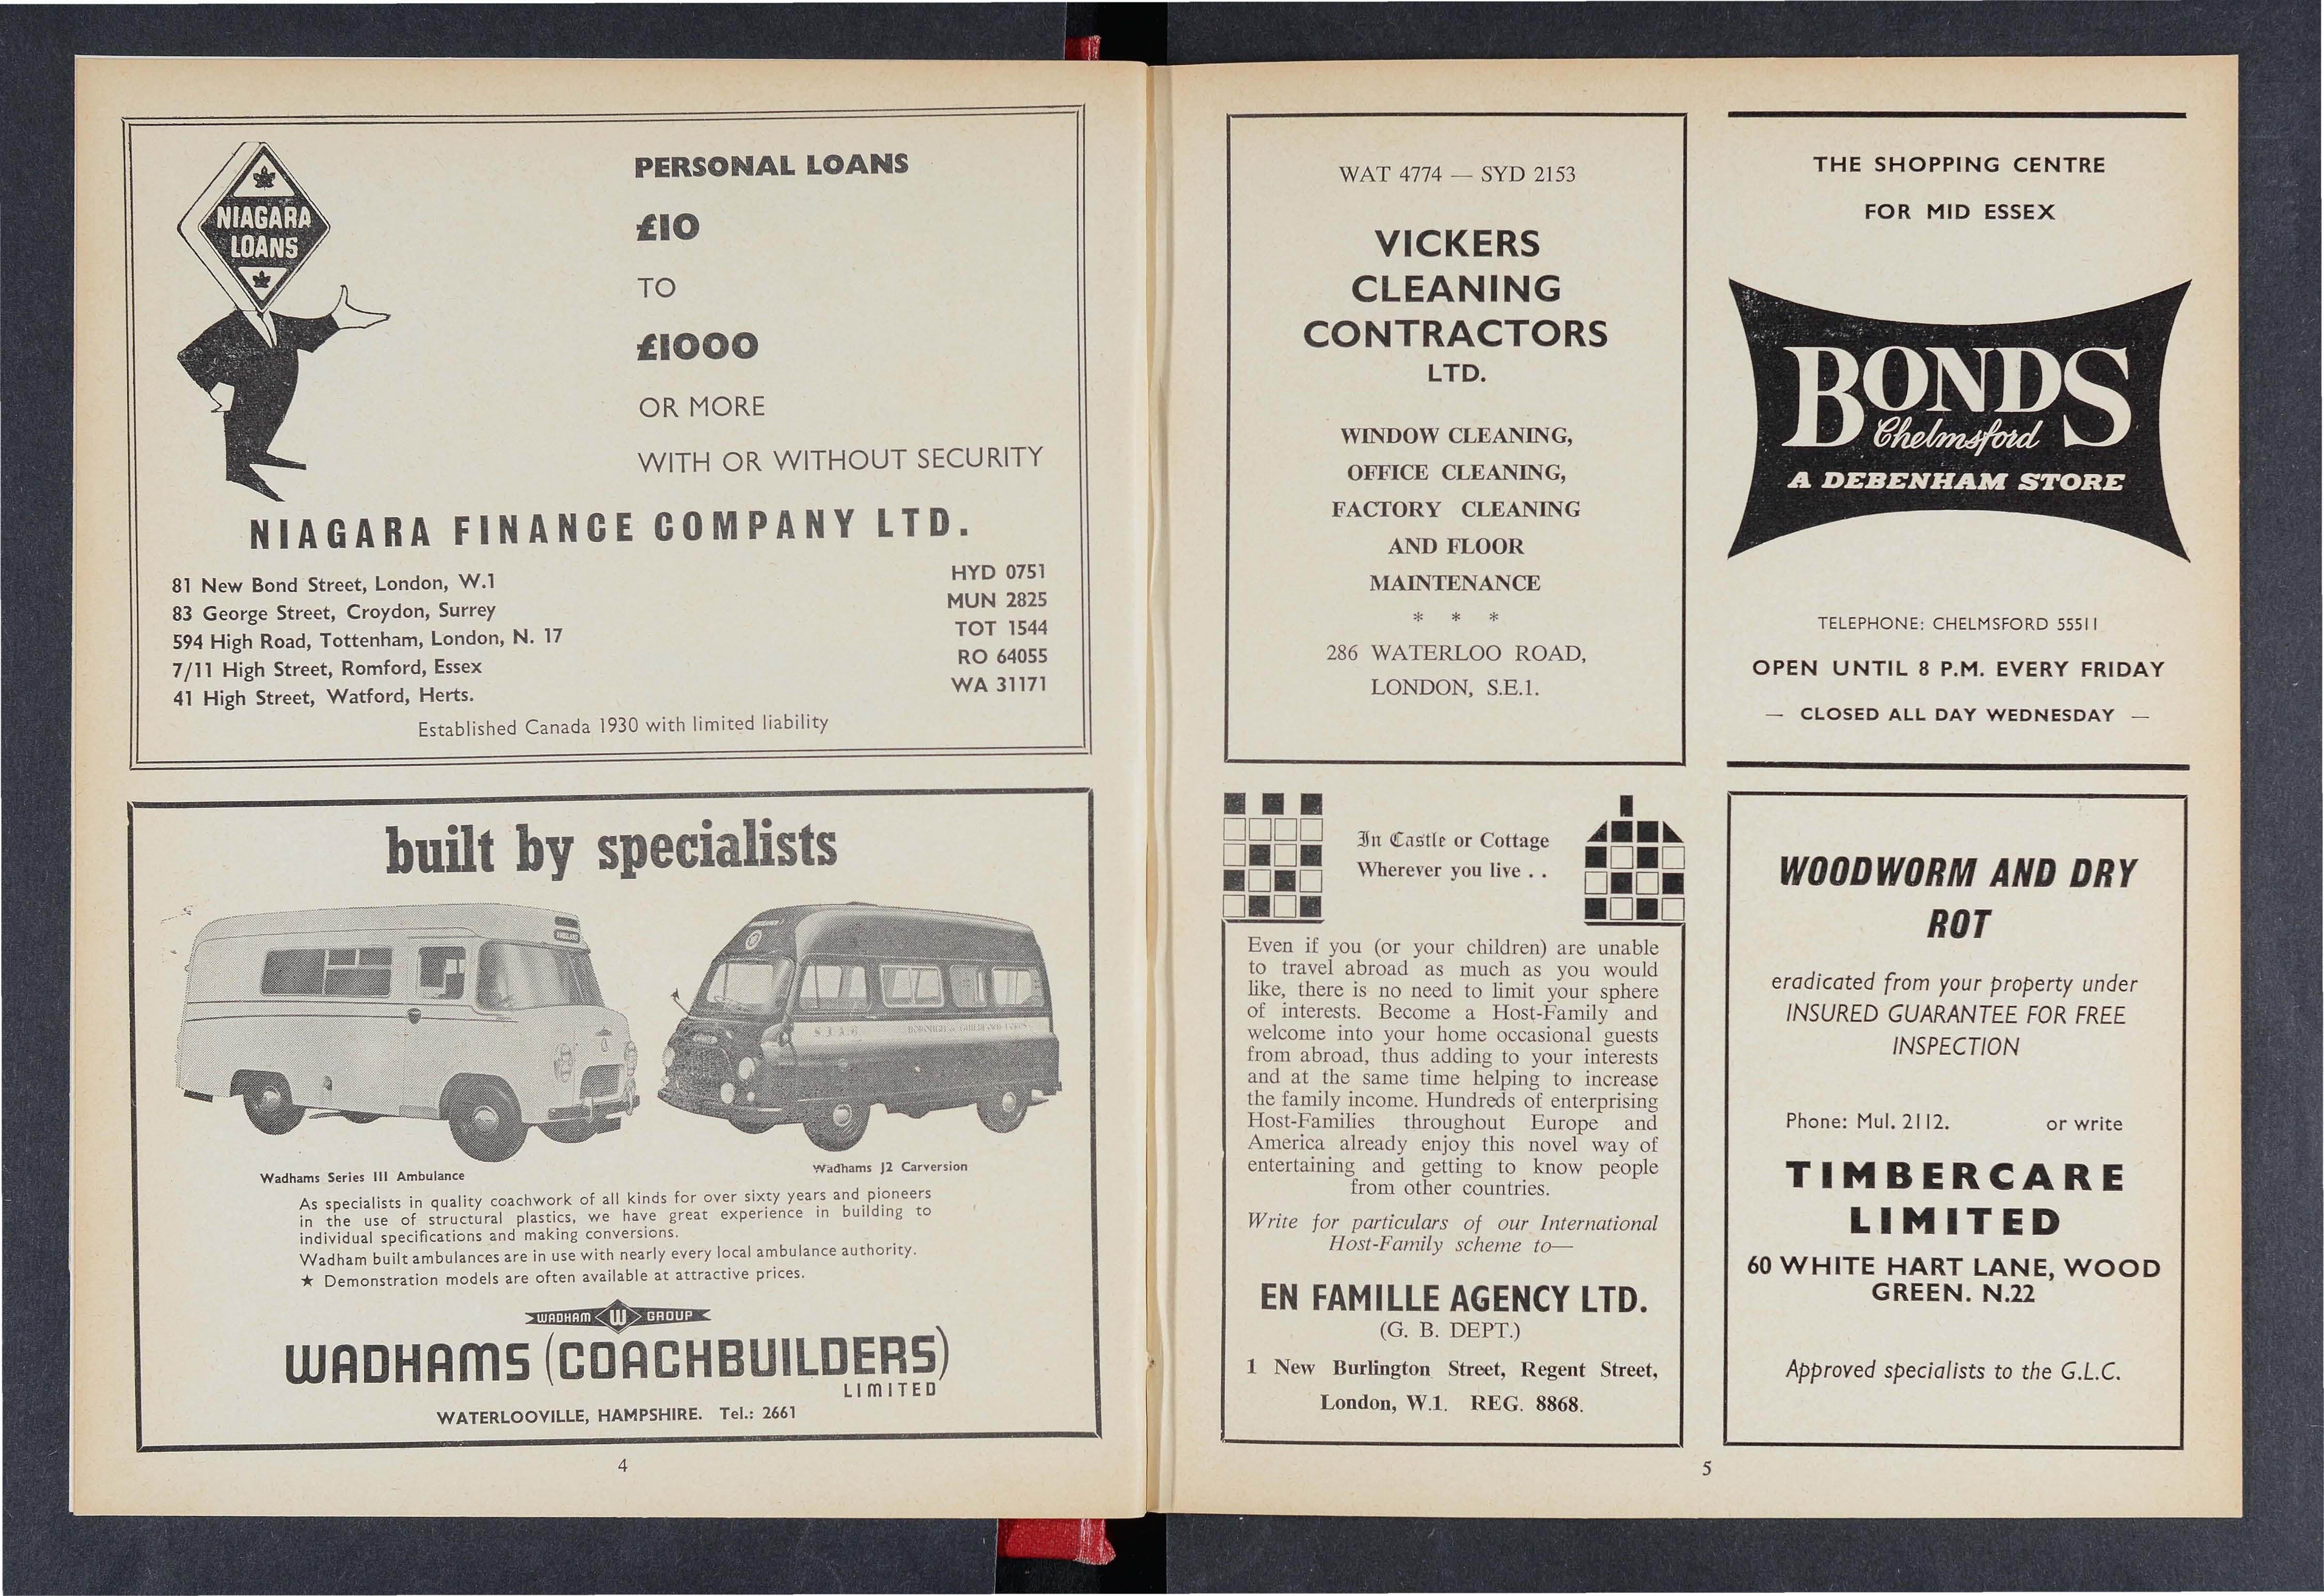 NIAGARA
LOANS
PERSONAL LOANS
£10
TO
£1000
OR MORE
WITH OR WITHOUT SECURITY
NIAGARA FINANCE COMPANY LTD.
81 New Bond Street, London, W.1 HYD 0751
83 George Street, Croydon, Surrey MUN 2825
594 High Road, Tottenham, London, N. 17 TOT 1544
7/11 High Street, Romford, Essex RO 64055
41 High Street, Watford, Herts. WA 31171
Established Canada 1930 with limited liability
built by specialists
S.J.A.B.
Wadhams Series III Ambulance
Wadhams J2 Carversion
As specialists in quality coachwork of all kinds for over sixty years and pioneers
in the use of structural plastics, we have great experience in building to
individual specifications and making conversions.
Wadham built ambulances are in use with nearly every local ambulance authority.
★ Demonstration models are often available at attractive prices.
WADHAM W GROUP
WADHAMS (COACHBUILDERS)
LIMITED
WATERLOOVILLE, HAMPSHIRE. Tel.: 2661
4
WAT 4774 — SYD 2153
VICKERS
CLEANING
CONTRACTORS
LTD.
WINDOW CLEANING,
OFFICE CLEANING,
FACTORY CLEANING
AND FLOOR
MAINTENANCE
* * *
286 WATERLOO ROAD,
LONDON, S.E.1.
THE SHOPPING CENTRE
FOR MID ESSEX
BONDS
Chelmsford
A DEBENHAM STORE
TELEPHONE: CHELMSFORD 55511
OPEN UNTIL 8 P.M. EVERY FRIDAY
— CLOSED ALL DAY WEDNESDAY —
In Castle or Cottage
Wherever you live . .
Even if you (or your children) are unable
to travel abroad as much as you would
like, there is no need to limit your sphere
of interests. Become a Host-Family and
welcome into your home occasional guests
from abroad, thus adding to your interests
and at the same time helping to increase
the family income. Hundreds of enterprising
Host-Families throughout Europe and
America already enjoy this novel way of
entertaining and getting to know people
from other countries.
Write for particulars of our International
Host-Family scheme to—
EN FAMILLE AGENCY LTD.
(G. B. DEPT.)
1 New Burlington Street, Regent Street,
London, W.1. REG. 8868.
WOODWORM AND DRY
ROT
eradicated from your property under
INSURED GUARANTEE FOR FREE
INSPECTION
Phone: Mul. 2112. or write
TIMBERCARE
LIMITED
60 WHITE HART LANE, WOOD
GREEN. N.22
Approved specialists to the G.L.C.
5